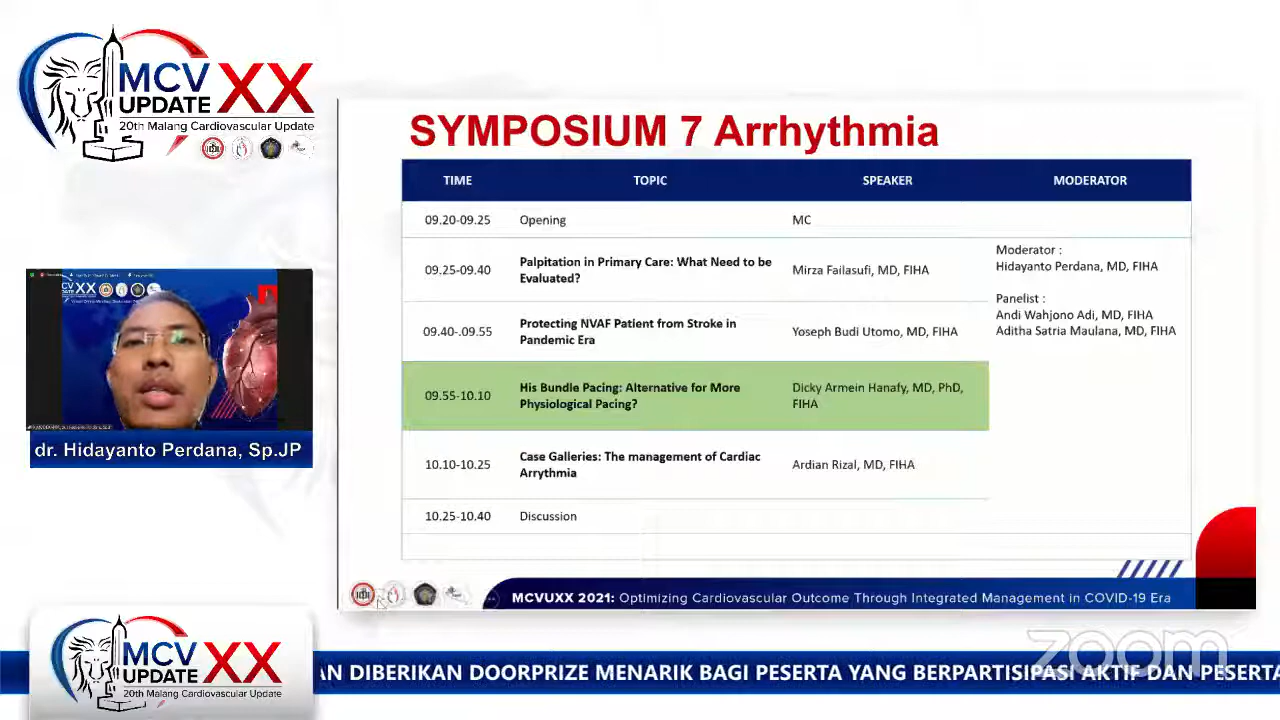 MCV XX
UPDATE
20th Malang Cardiovascular Update
SYMPOSIUM 7 Arrhythmia
TIME TOPIC SPEAKER MODERATOR
09.20-09.25 Opening MC
09.25-09.40 Palpitation in Primary Care: What Need to be Evaluated? Mirza Failasufi, MD, FIHA
Moderator :
Hidayanto Perdana, MD, FIHA
Panelist :
Andi Wahjono Adi, MD, FIHA
Aditha Satria Maulana, MD, FIHA
09.40-.09.55 Protecting NVAF Patient from Stroke in Pandemic Era Yoseph Budi Utomo, MD, FIHA
09.55-10.10 His Bundle Pacing: Alternative for More Physiological Pacing? Dicky Armein Hanafy, MD, PhD, FIHA
10.10-10.25 Case Galleries: The management of Cardiac Arrythmia Ardian Rizal, MD, FIHA
10.25-10.40 Discussion
XX
dr. Hidayanto Perdana, Sp.JP
MCVUXX 2021: Optimizing Cardiovascular Outcome Through Integrated Management in COVID-19 Era
zoom
MCV XX
UPDATE
20th Malang Cardiovascular Update
AN DIBERIKAN DOORPRIZE MENARIK BAGI PESERTA YANG BERPARTISIPASI AKTIF DAN PESERTA